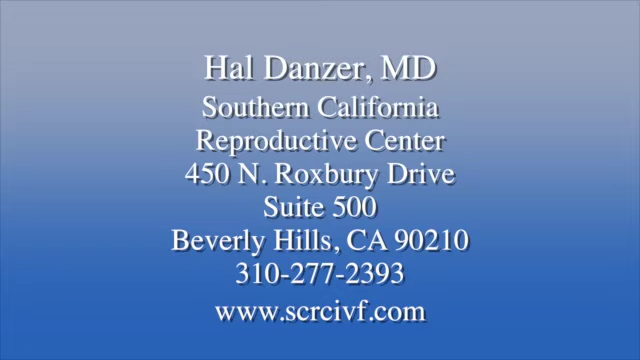 Hal Danzer, MD
Southern California
Reproductive Center
450 N. Roxbury Drive
Suite 500
Beverly Hills, CA 90210
310-277-2393
www.scrcivf.com